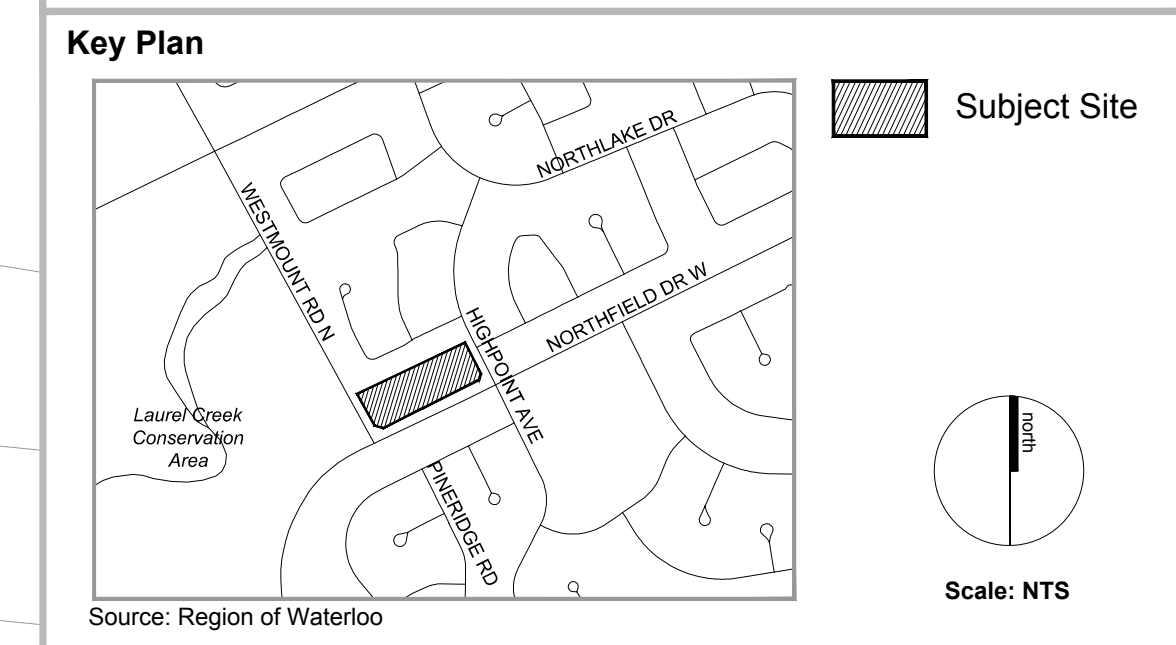 Key Plan
Subject Site
NORTHLAKE DR
WESTMOUNT RD N
NORTHFIELD DR W
HIGHPOINT AVE
Laurel Creek
Conservation
Area
PINERIDGE RD
north
Scale: NTS
Source: Region of Waterloo